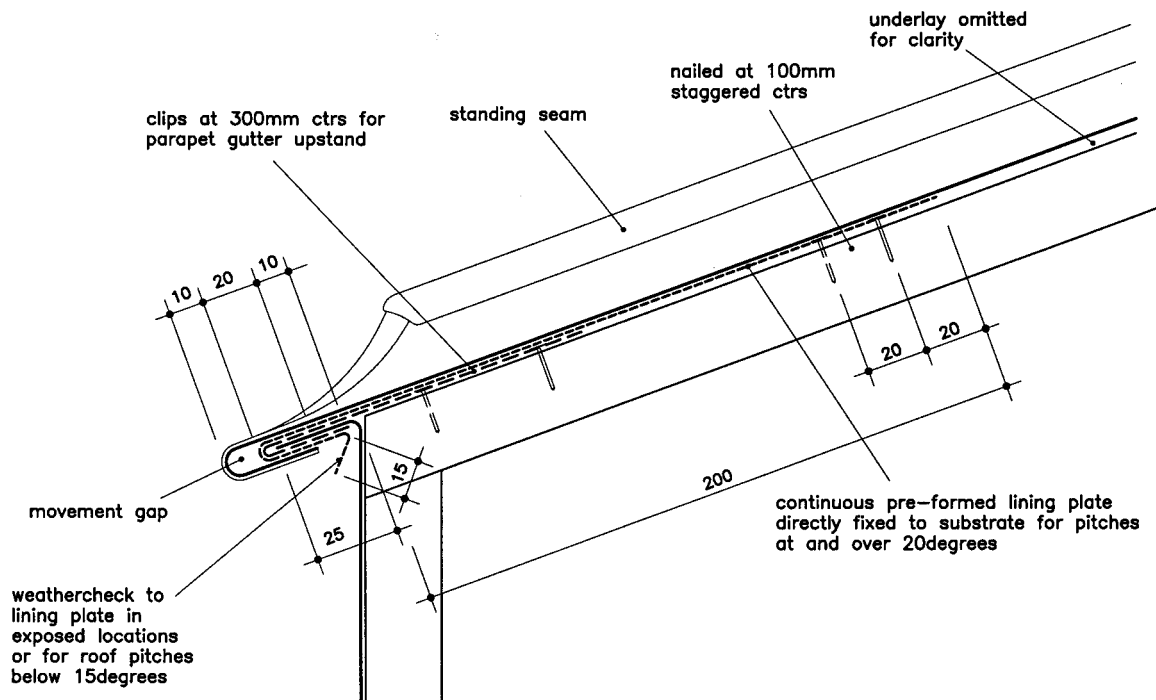 underlay omitted
for clarity
nailed at 100mm
staggered ctrs
clips at 300mm ctrs for
parapet gutter upstand
standing seam
10
20
10
20
20
15
200
25
movement gap
continuous pre-formed lining plate
directly fixed to substrate for pitches
at and over 20degrees
weathercheck to
lining plate in
exposed locations
or for roof pitches
below 15degrees